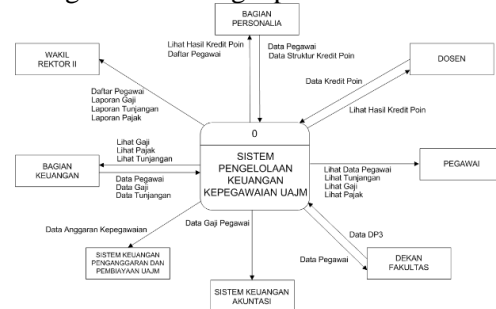 BAGIAN
PERSONALIA
WAKIL
REKTOR II
Lihat Hasil Kredit Poin
Daftar Pegawai
Data Pegawai
Data Struktur Kredit Poin
DOSEN
Data Kredit Poin
Lihat Hasil Kredit Poin
Daftar Pegawai
Laporan Gaji
Laporan Tunjangan
Laporan Pajak
0
SISTEM
PENGELOLAAN
KEUANGAN
KEPEGAWAIAN UAJM
BAGIAN
KEUANGAN
Lihat Gaji
Lihat Pajak
Lihat Tunjangan
Data Pegawai
Data Gaji
Data Tunjangan
PEGAWAI
Lihat Data Pegawai
Lihat Tunjangan
Lihat Gaji
Lihat Pajak
Data Anggaran Kepegawaian
Data Gaji Pegawai
Data DP3
Data Pegawai
SISTEM KEUANGAN
PENGANGGARAN DAN
PEMBIAYAAN UAJM
DEKAN
FAKULTAS
SISTEM KEUANGAN
AKUNTASI